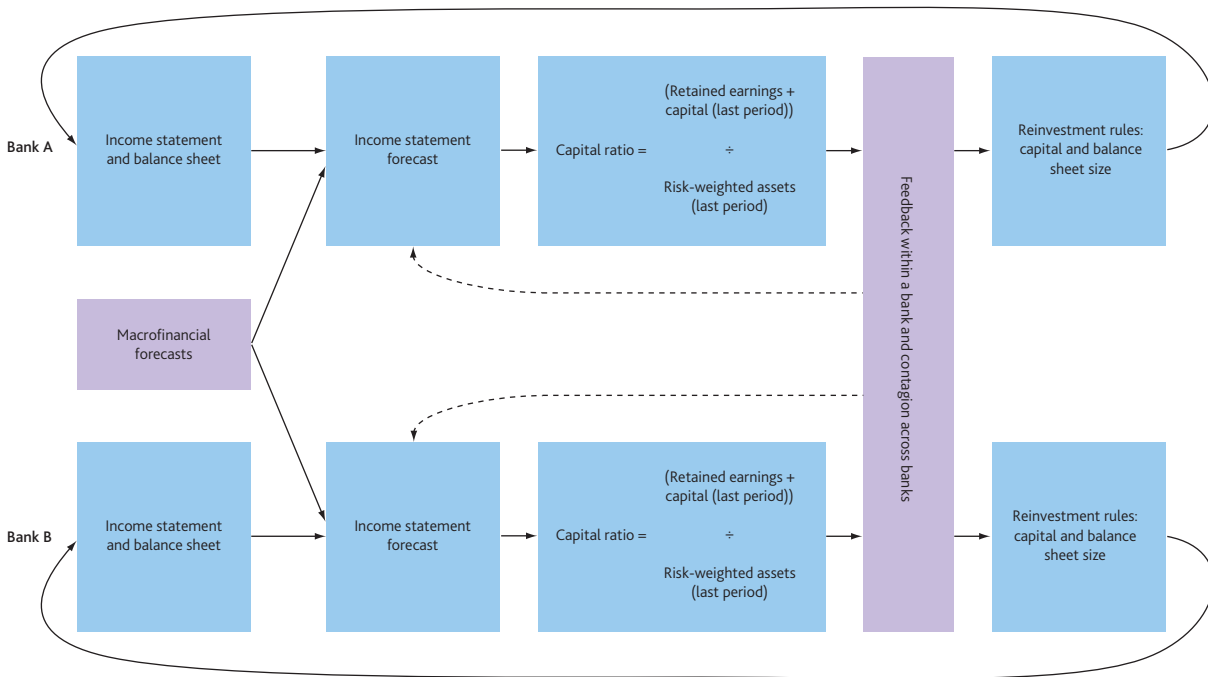 Bank A
Income statement
and balance sheet
Income statement
forecast
Capital ratio =
(Retained earnings +
capital (last period))
÷
Risk-weighted assets
(last period)
Feedback within a bank and contagion across banks
Reinvestment rules:
capital and balance
sheet size
Macrofinancial
forecasts
Bank B
Income statement
and balance sheet
Income statement
forecast
Capital ratio =
(Retained earnings +
capital (last period))
÷
Risk-weighted assets
(last period)
Reinvestment rules:
capital and balance
sheet size